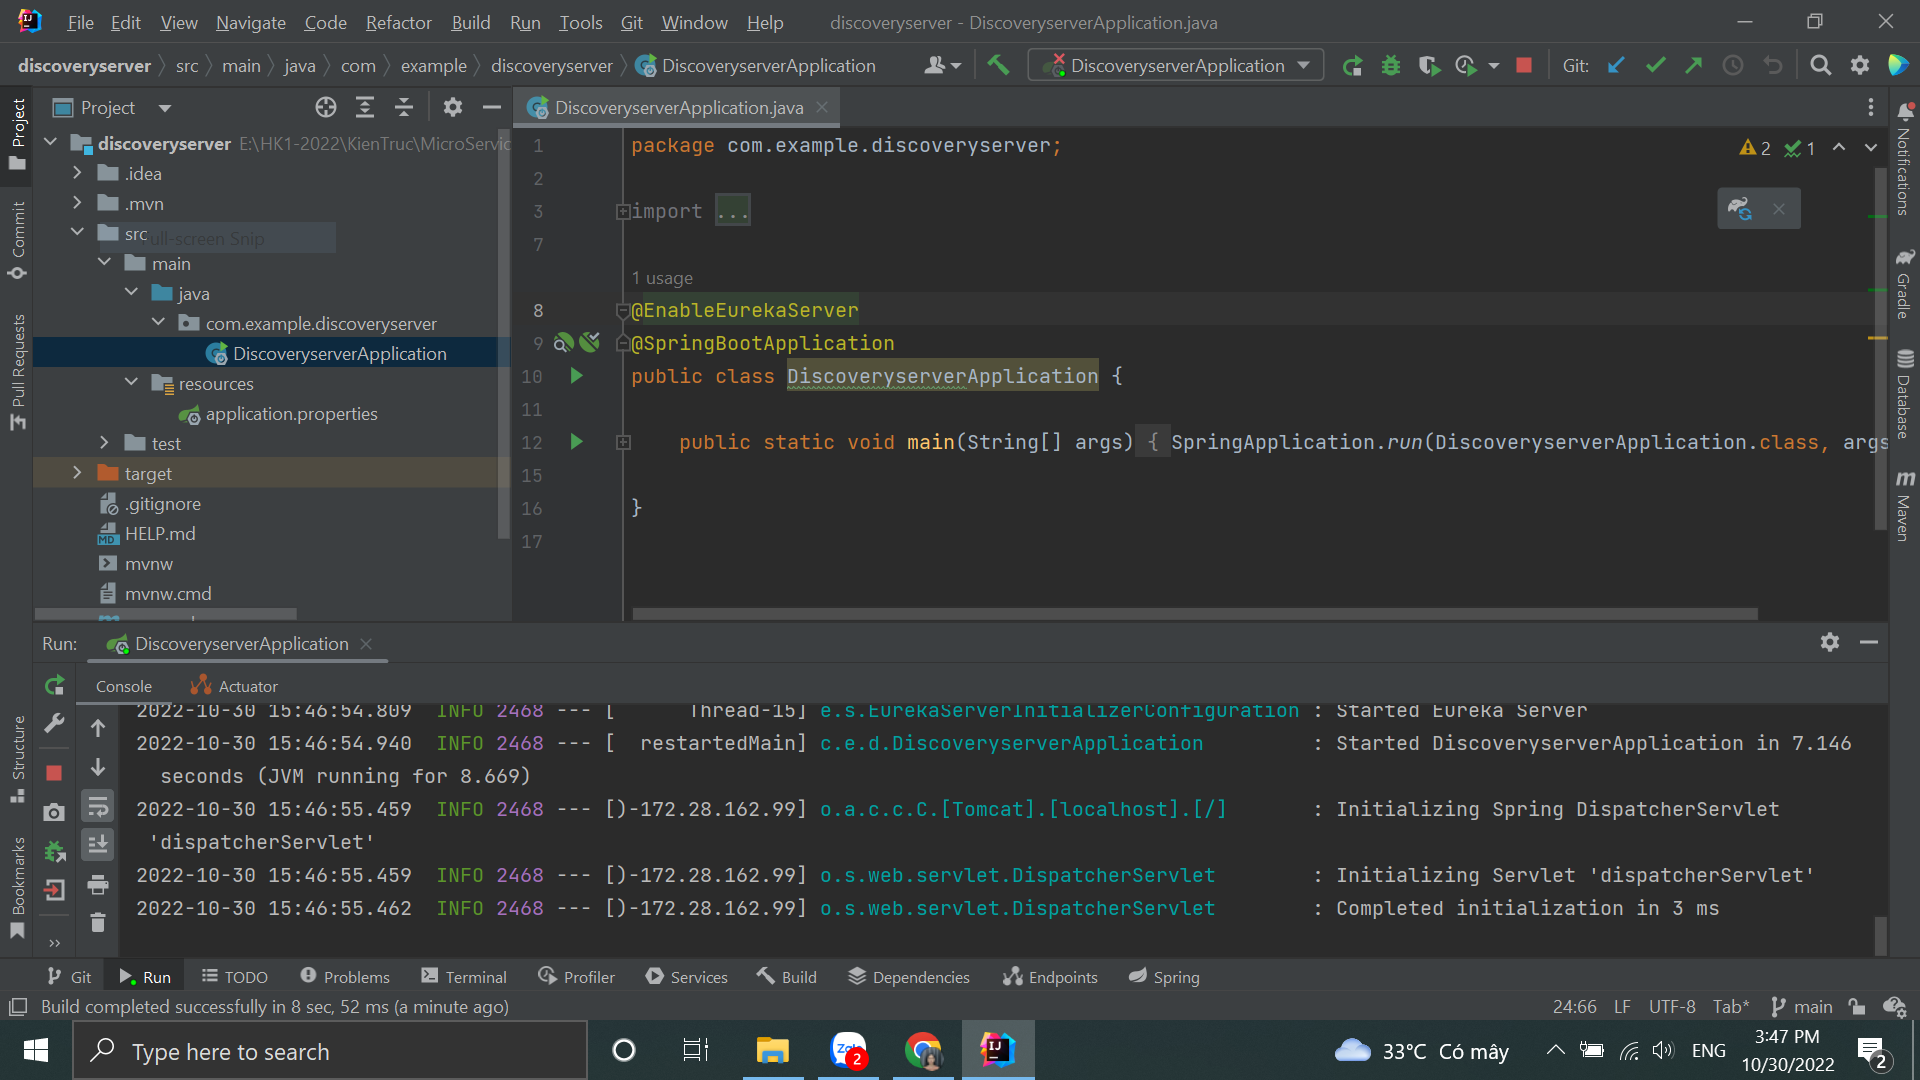 File Edit View Navigate Code Refactor Build Run Tools Git Window Help discoveryserver - DiscoveryserverApplication.java
discoveryserver src main java com example discoveryserver DiscoveryserverApplication DiscoveryserverApplication Git:
Project
DiscoveryserverApplication.java
discoveryserver E:\HK1-2022\KienTruc\MicroServic
.idea
.mvn
src
Full-screen Snip
main
java
com.example.discoveryserver
DiscoveryserverApplication
resources
application.properties
test
target
.gitignore
HELP.md
mvnw
mvnw.cmd
1 package com.example.discoveryserver;
2
3 import ...
7
1 usage
8 @EnableEurekaServer
9 @SpringBootApplication
10 public class DiscoveryserverApplication {
11
12 public static void main(String[] args) { SpringApplication.run(DiscoveryserverApplication.class, args
15
16 }
17
2 1
Project
Commit
Pull Requests
Structure
Bookmarks
Notifications
Gradle
Database
Maven
Run: DiscoveryserverApplication
Console Actuator
2022-10-30 15:46:54.809 INFO 2468 --- [ Thread-15] e.s.EurekaServerInitializerConfiguration : Started Eureka Server
2022-10-30 15:46:54.940 INFO 2468 --- [ restartedMain] c.e.d.DiscoveryserverApplication : Started DiscoveryserverApplication in 7.146
seconds (JVM running for 8.669)
2022-10-30 15:46:55.459 INFO 2468 --- [)-172.28.162.99] o.a.c.c.C.[Tomcat].[localhost].[/] : Initializing Spring DispatcherServlet
'dispatcherServlet'
2022-10-30 15:46:55.459 INFO 2468 --- [)-172.28.162.99] o.s.web.servlet.DispatcherServlet : Initializing Servlet 'dispatcherServlet'
2022-10-30 15:46:55.462 INFO 2468 --- [)-172.28.162.99] o.s.web.servlet.DispatcherServlet : Completed initialization in 3 ms
Git Run TODO Problems Terminal Profiler Services Build Dependencies Endpoints Spring
Build completed successfully in 8 sec, 52 ms (a minute ago) 24:66 LF UTF-8 Tab* main
Type here to search
Zalo 2
33°C Có mây ENG
3:47 PM
10/30/2022
2